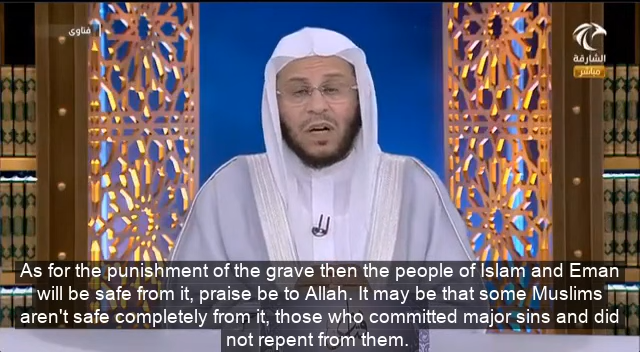 فتاوى
الشارقة
مباشر
As for the punishment of the grave then the people of Islam and Eman
will be safe from it, praise be to Allah. It may be that some Muslims
aren't safe completely from it, those who committed major sins and did
not repent from them.